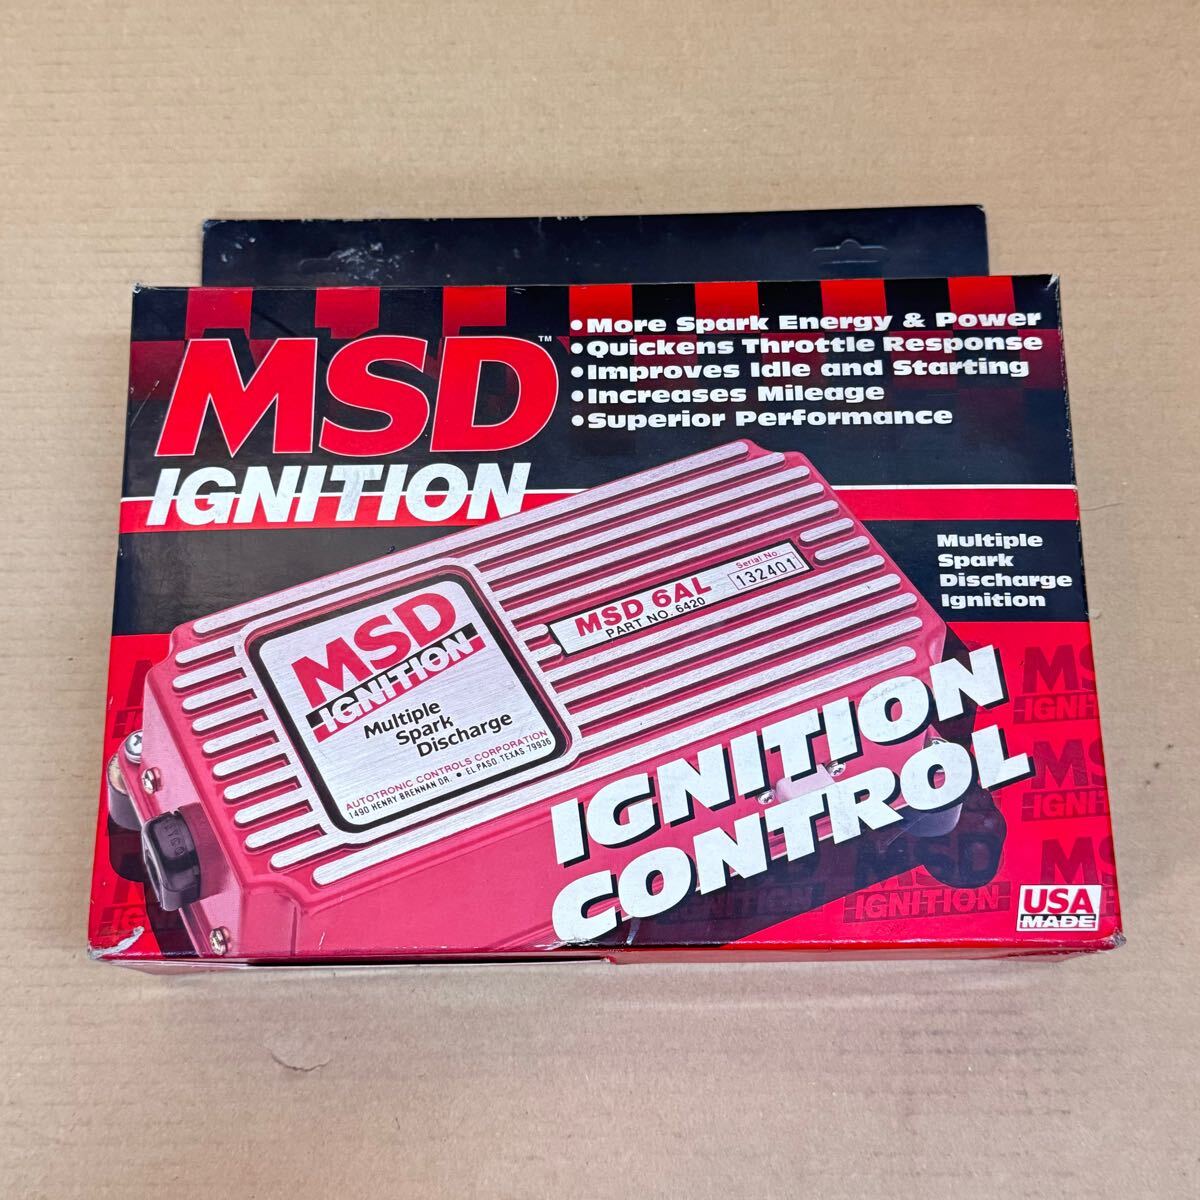 MSD™
IGNITION
•More Spark Energy & Power
•Quickens Throttle Response
•Improves Idle and Starting
•Increases Mileage
•Superior Performance
Multiple
Spark
Discharge
Ignition
MSD 6AL
PART NO. 6420
Serial No.
132401
MSD
IGNITION
Multiple
Spark
Discharge
AUTOTRONIC CONTROLS CORPORATION
1490 HENRY BRENNAN DR. • EL PASO, TEXAS 79936
IGNITION
CONTROL
MSD
IGNITION
USA
MADE